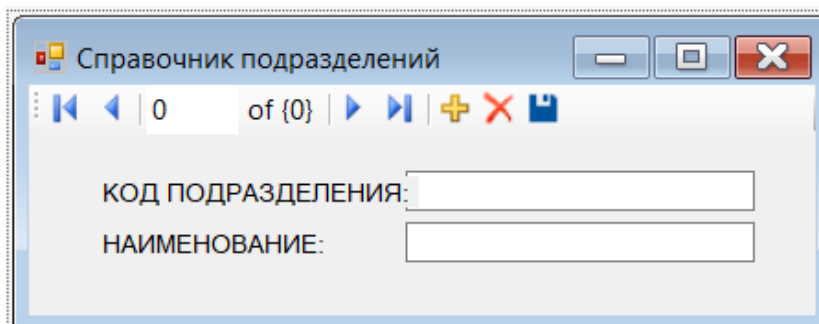 Справочник подразделений
0 of {0}
КОД ПОДРАЗДЕЛЕНИЯ:
НАИМЕНОВАНИЕ: